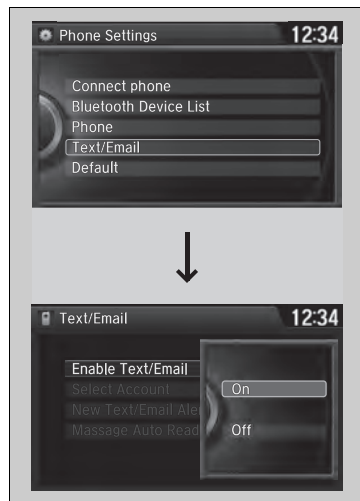 Phone Settings 12:34
Connect phone
Bluetooth Device List
Phone
Text/Email
Default
Text/Email 12:34
Enable Text/Email
Select Account
New Text/Email Ale
Massage Auto Read
On
Off